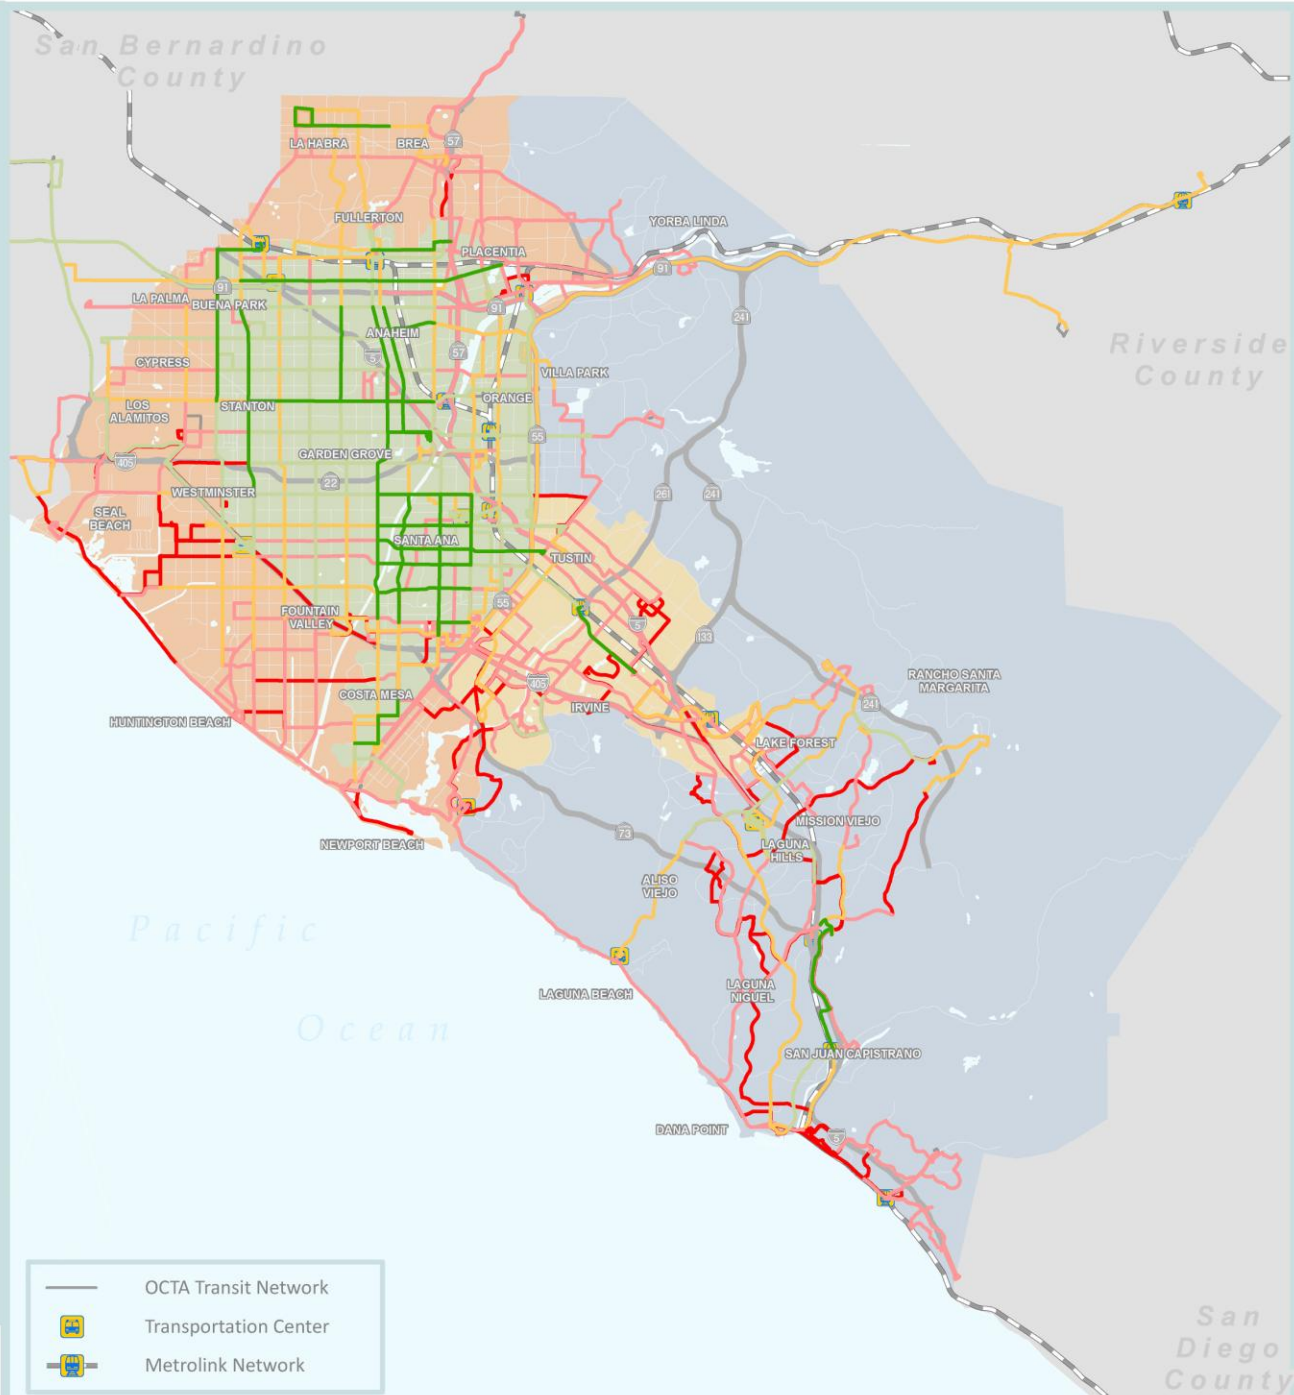 San Bernardino
County
LA HABRA
BREA
57
FULLERTON
YORBA LINDA
PLACENTIA
91
LA PALMA
91
BUENA PARK
91
241
ANAHEIM
Riverside
County
5
57
CYPRESS
VILLA PARK
LOS
ALAMITOS
STANTON
ORANGE
55
GARDEN GROVE
405
22
WESTMINSTER
261
241
SEAL
BEACH
SANTA ANA
TUSTIN
55
FOUNTAIN
VALLEY
5
133
RANCHO SANTA
MARGARITA
405
COSTA MESA
241
IRVINE
HUNTINGTON BEACH
LAKE FOREST
MISSION VIEJO
73
NEWPORT BEACH
LAGUNA
HILLS
ALISO
VIEJO
Pacific
LAGUNA BEACH
LAGUNA
NIGUEL
Ocean
SAN JUAN CAPISTRANO
DANA POINT
5
OCTA Transit Network
Transportation Center
Metrolink Network
San
Diego
County